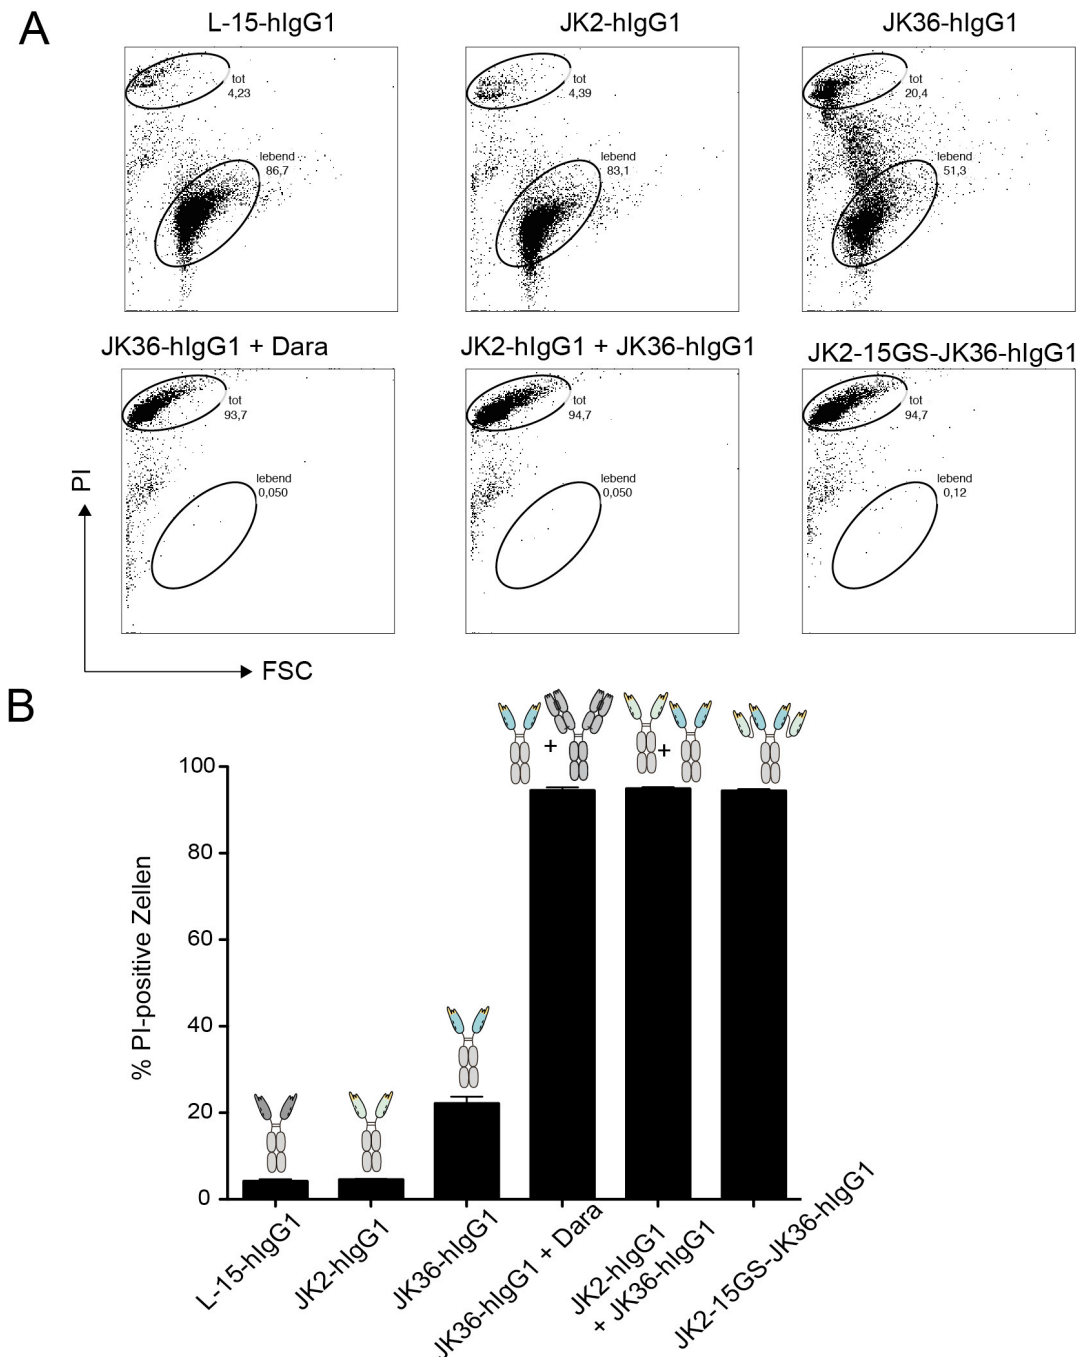 A
L-15-hIgG1
JK2-hIgG1
JK36-hIgG1
tot
4,23
lebend
86,7
tot
4,39
lebend
83,1
tot
20,4
lebend
51,3
JK36-hIgG1 + Dara
JK2-hIgG1 + JK36-hIgG1
JK2-15GS-JK36-hIgG1
tot
93,7
lebend
0,050
tot
94,7
lebend
0,050
tot
94,7
lebend
0,12
PI
FSC
B
+
+
% PI-positive Zellen
100
80
60
40
20
0
L-15-hIgG1
JK2-hIgG1
JK36-hIgG1
JK36-hIgG1 + Dara
JK2-hIgG1
+ JK36-hIgG1
JK2-15GS-JK36-hIgG1